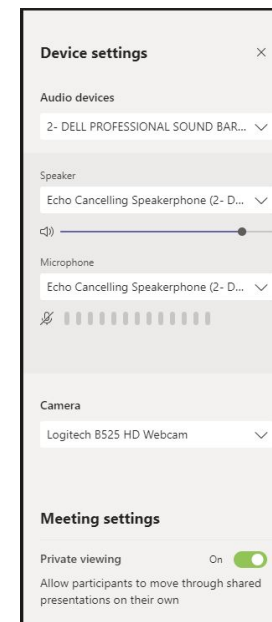 Device settings
Audio devices
2- DELL PROFESSIONAL SOUND BAR...
Speaker
Echo Cancelling Speakerphone (2- D...
Microphone
Echo Cancelling Speakerphone (2- D...
Camera
Logitech B525 HD Webcam
Meeting settings
Private viewing On
Allow participants to move through shared
presentations on their own